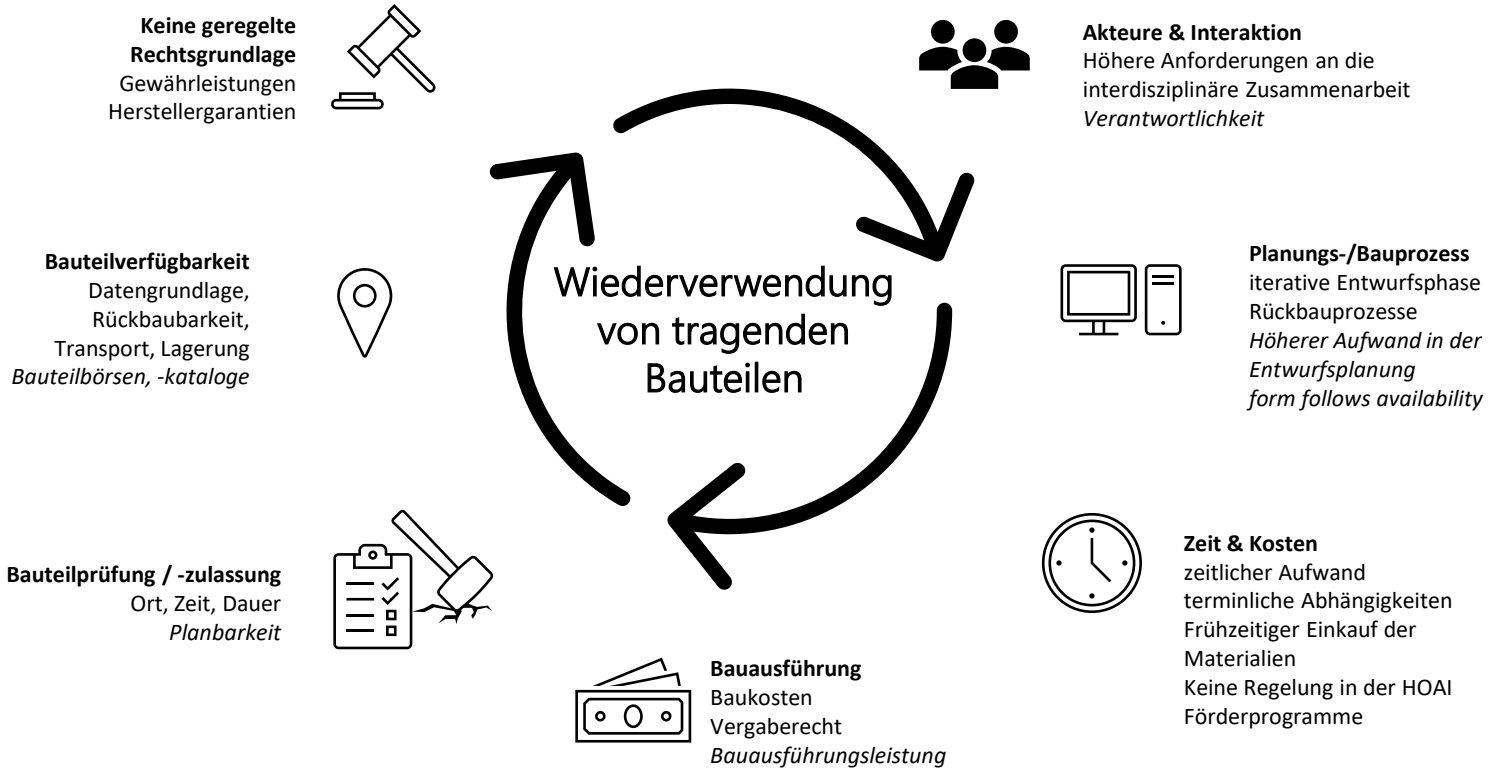 Keine geregelte
Rechtsgrundlage
Gewährleistungen
Herstellergarantien
Akteure & Interaktion
Höhere Anforderungen an die
interdisziplinäre Zusammenarbeit
Verantwortlichkeit
Bauteilverfügbarkeit
Datengrundlage,
Rückbaubarkeit,
Transport, Lagerung
Bauteilbörsen, -kataloge
Wiederverwendung
von tragenden
Bauteilen
Planungs-/Bauprozess
iterative Entwurfsphase
Rückbauprozesse
Höherer Aufwand in der
Entwurfsplanung
form follows availability
Bauteilprüfung / -zulassung
Ort, Zeit, Dauer
Planbarkeit
Zeit & Kosten
zeitlicher Aufwand
terminliche Abhängigkeiten
Frühzeitiger Einkauf der
Materialien
Keine Regelung in der HOAI
Förderprogramme
Bauausführung
Baukosten
Vergaberecht
Bauausführungsleistung